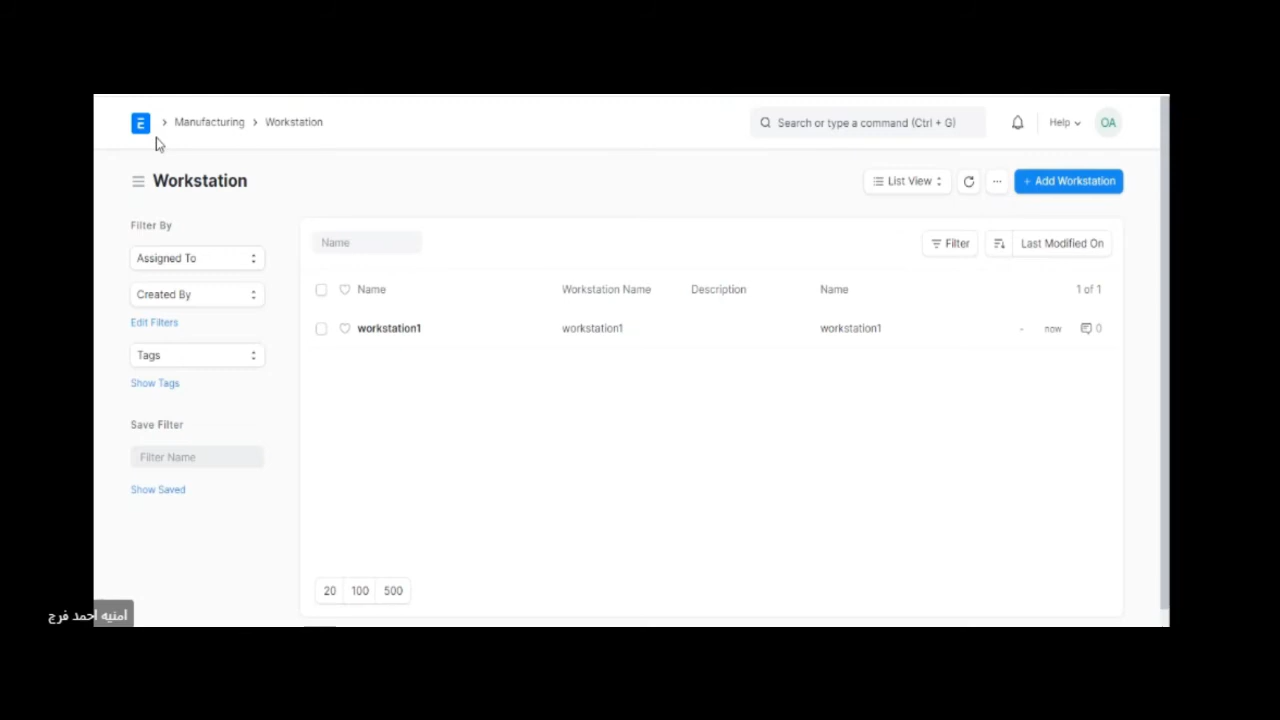 Manufacturing > Workstation
Search or type a command (Ctrl + G)
Help
OA
Workstation
List View
...
+ Add Workstation
Filter By
Assigned To
Created By
Edit Filters
Tags
Show Tags
Save Filter
Filter Name
Show Saved
Name
Filter
Last Modified On
Name Workstation Name Description Name 1 of 1
workstation1 workstation1 workstation1 - now 0
20 100 500
امنيه احمد فرج